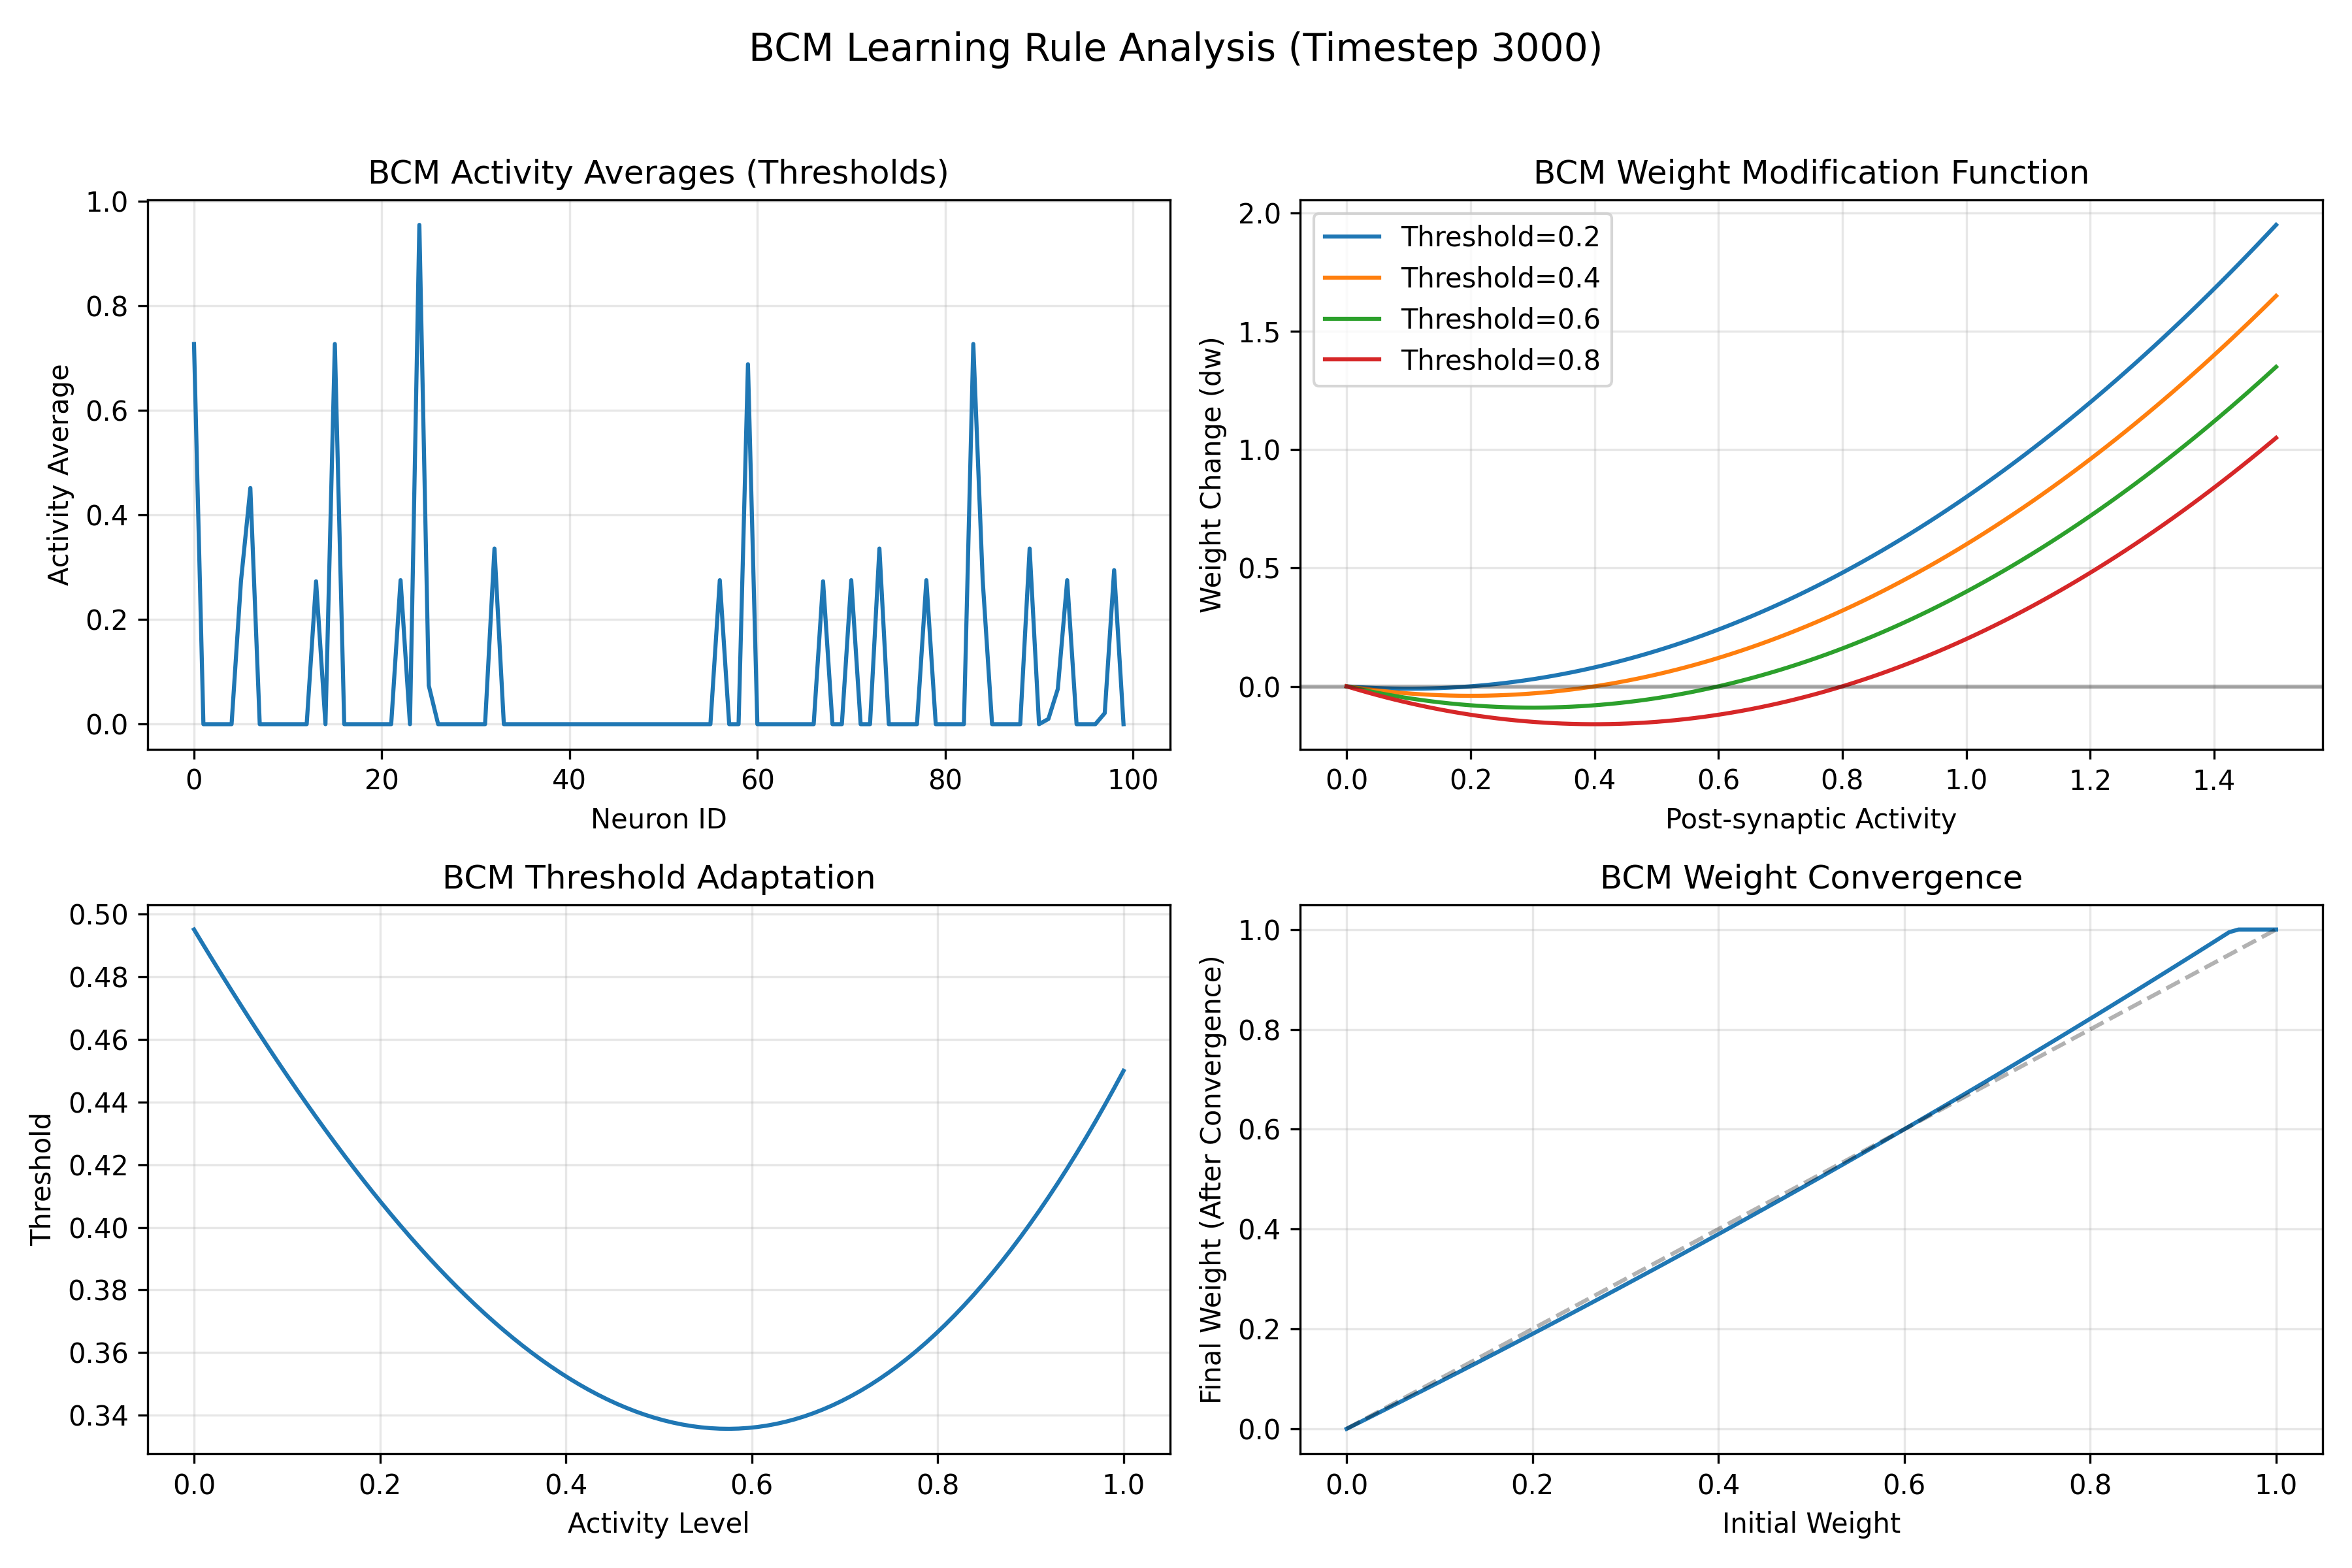 BCM Learning Rule Analysis (Timestep 3000)
BCM Activity Averages (Thresholds)
1.0
0.8
0.6
0.4
0.2
0.0
Activity Average
0 20 40 60 80 100
Neuron ID
BCM Weight Modification Function
Threshold=0.2
Threshold=0.4
Threshold=0.6
Threshold=0.8
2.0
1.5
1.0
0.5
0.0
Weight Change (dw)
0.0 0.2 0.4 0.6 0.8 1.0 1.2 1.4
Post-synaptic Activity
BCM Threshold Adaptation
0.50
0.48
0.46
0.44
0.42
0.40
0.38
0.36
0.34
Threshold
0.0 0.2 0.4 0.6 0.8 1.0
Activity Level
BCM Weight Convergence
1.0
0.8
0.6
0.4
0.2
0.0
Final Weight (After Convergence)
0.0 0.2 0.4 0.6 0.8 1.0
Initial Weight